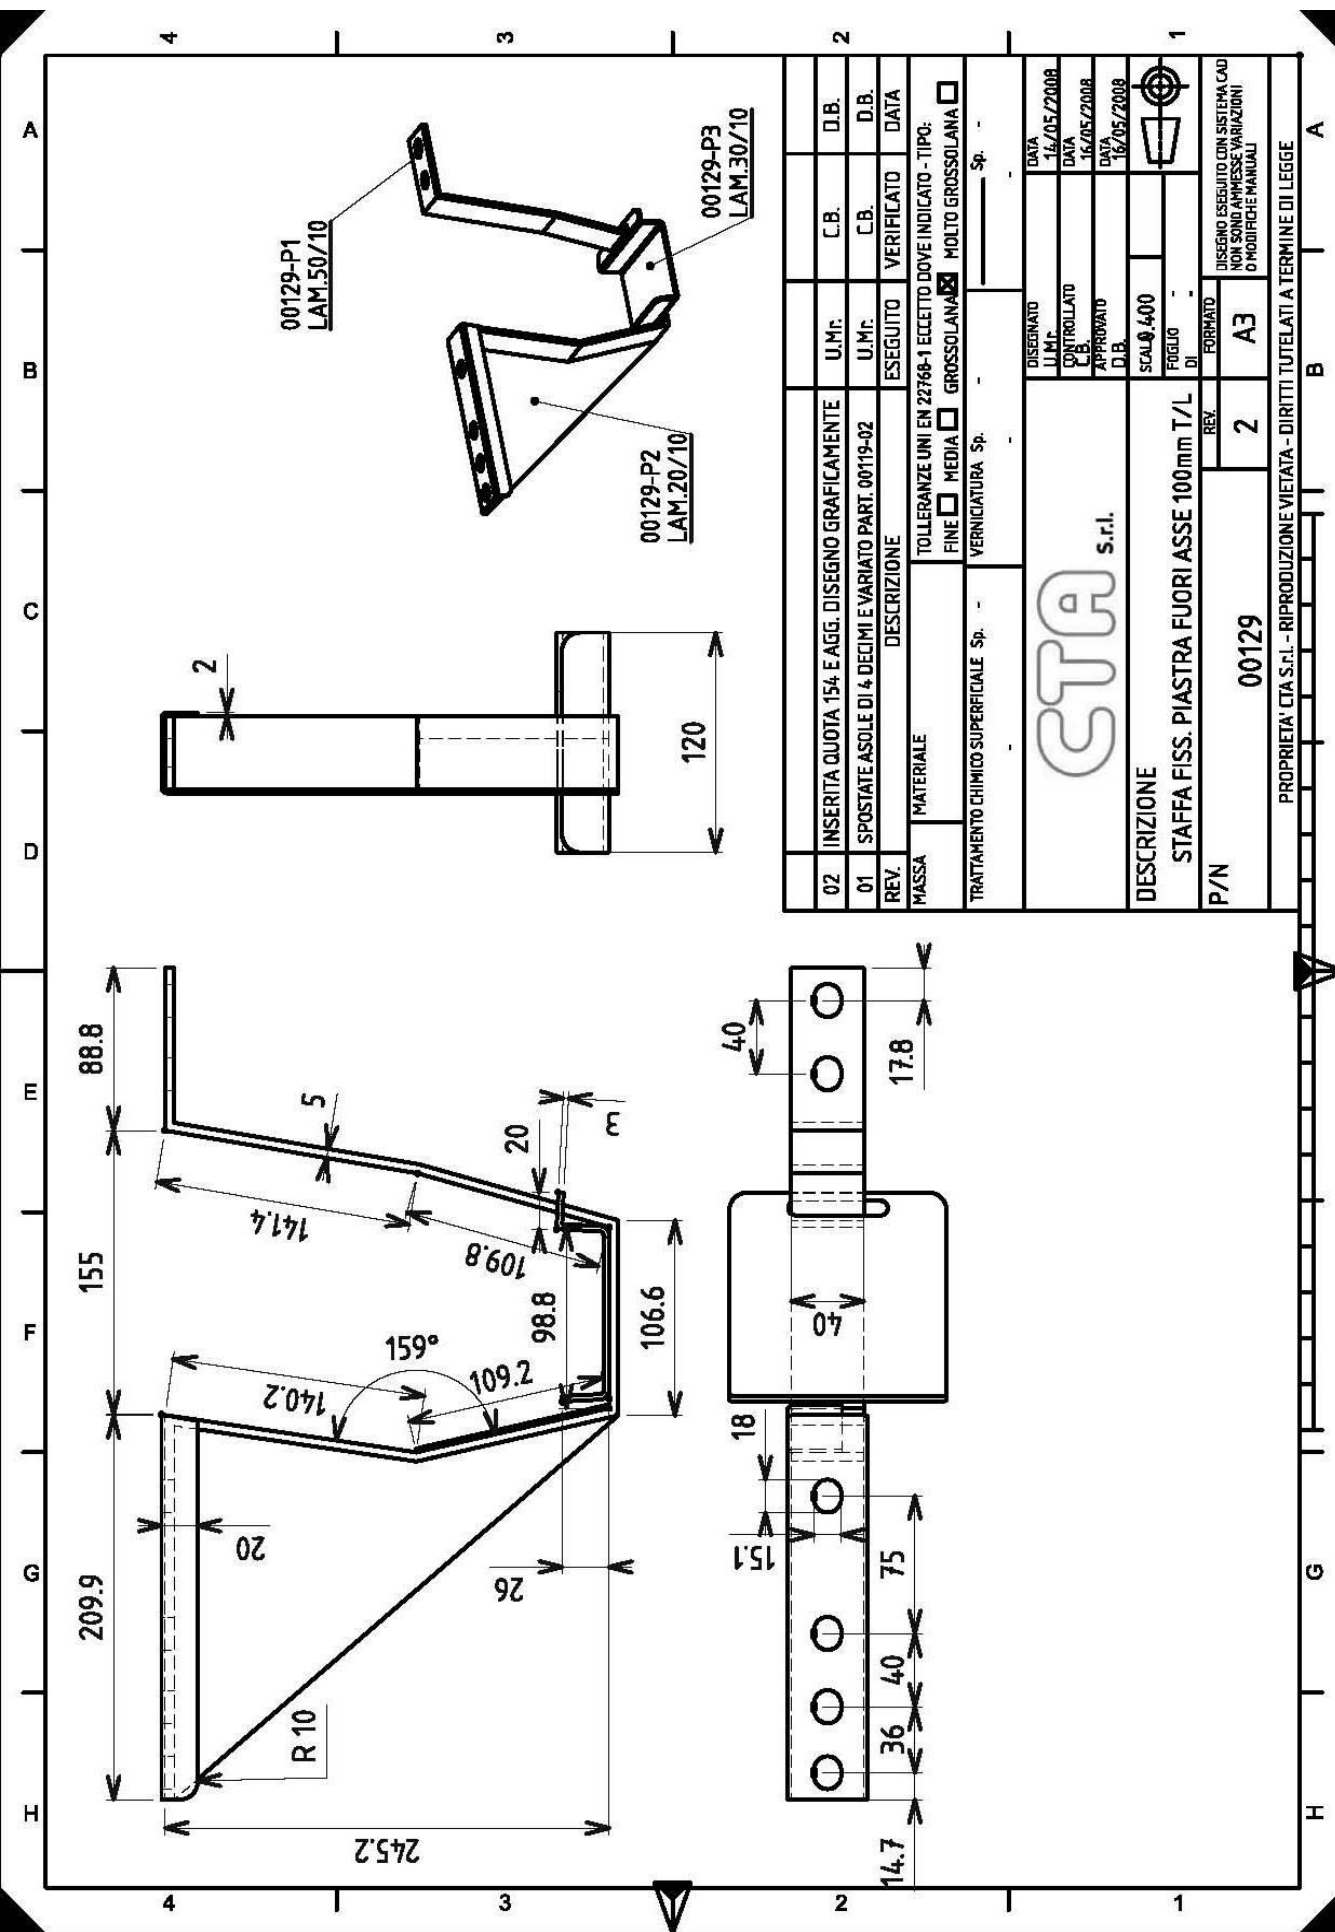 4
3
2
1
A
B
C
D
E
F
G
H
4
3
2
1
A
B
G
H
00129-P1
LAM.50/10
00129-P2
LAM.20/10
00129-P3
LAM.30/10
2
120
88.8
155
209.9
5
141.4
109.8
20
3
98.8
106.6
159°
140.2
109.2
20
26
R 10
245.2
40
17.8
40
18
15.1
75
40
36
14.7
02 INSERITA QUOTA 154 E AGG. DISEGNO GRAFICAMENTE U.Mr. C.B. D.B.
01 SPOSTATE ASOLE DI 4 DECIMI E VARIATO PART. 00119-02 U.Mr. C.B. D.B.
REV. DESCRIZIONE ESEGUITO VERIFICATO DATA
MASSA MATERIALE TOLLERANZE UNI EN 22768-1 ECCETTO DOVE INDICATO - TIPO:
FINE MEDIA GROSSOLANA MOLTO GROSSOLANA
TRATTAMENTO CHIMICO SUPERFICIALE Sp. - VERNICIATURA Sp. - Sp. -
- - -
CTA s.r.l.
DISEGNATO
U.Mr.
DATA
14/05/2008
CONTROLLATO
C.B.
DATA
16/05/2008
APPROVATO
D.B.
DATA
16/05/2008
DESCRIZIONE
STAFFA FISS. PIASTRA FUORI ASSE 100mm T/L
SCALA 0.400
FOGLIO -
DI -
P/N
00129
REV.
2
FORMATO
A3
DISEGNO ESEGUITO CON SISTEMA CAD
NON SONO AMMESSE VARIAZIONI
O MODIFICHE MANUALI
PROPRIETA' CTA S.r.l. - RIPRODUZIONE VIETATA - DIRITTI TUTELATI A TERMINE DI LEGGE